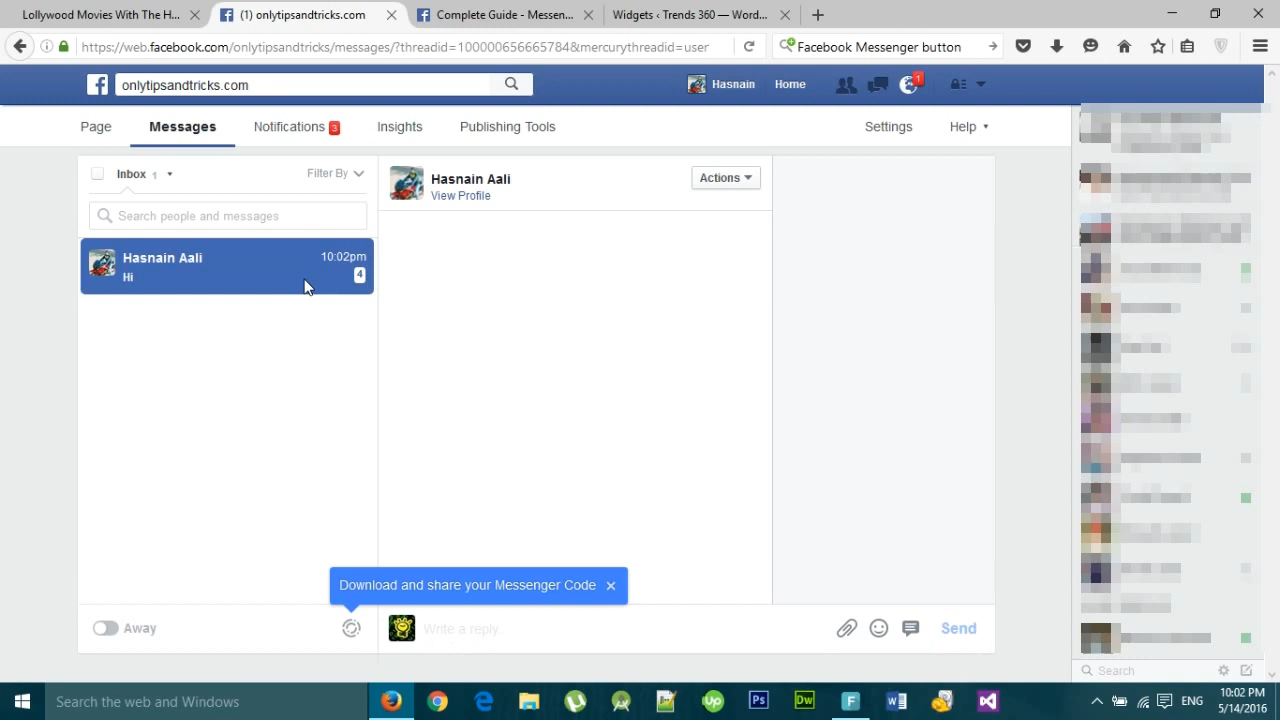 Lollywood Movies With The H...
(1) onlytipsandtricks.com
Complete Guide - Messen...
Widgets ‹ Trends 360 — Word...
https://web.facebook.com/onlytipsandtricks/messages/?threadid=100000656665784&mercurythreadid=user
Facebook Messenger button
onlytipsandtricks.com
Hasnain
Home
1
Page
Messages
Notifications 3
Insights
Publishing Tools
Settings
Help
Inbox 1
Filter By
Search people and messages
Hasnain Aali
10:02pm
Hi
4
Hasnain Aali
View Profile
Actions
Download and share your Messenger Code
Away
Write a reply...
Send
Search
Search the web and Windows
Up
Ps
Dw
F
ENG
10:02 PM
5/14/2016